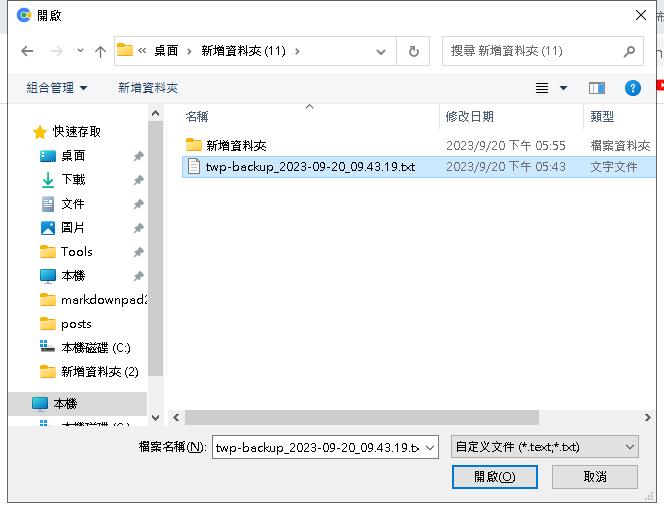 開啟
« 桌面 › 新增資料夾 (11) ›
搜尋 新增資料夾 (11)
組合管理
新增資料夾
名稱
修改日期
類型
快速存取
桌面
下載
文件
圖片
Tools
本機
markdownpad2
posts
本機磁碟 (C:)
新增資料夾 (2)
本機
本機磁碟 (C:)
新增資料夾
2023/9/20 下午 05:55
檔案資料夾
twp-backup_2023-09-20_09.43.19.txt
2023/9/20 下午 05:43
文字文件
檔案名稱(N):
twp-backup_2023-09-20_09.43.19.tx
自定义文件 (*.text;*.txt)
開啟(O)
取消